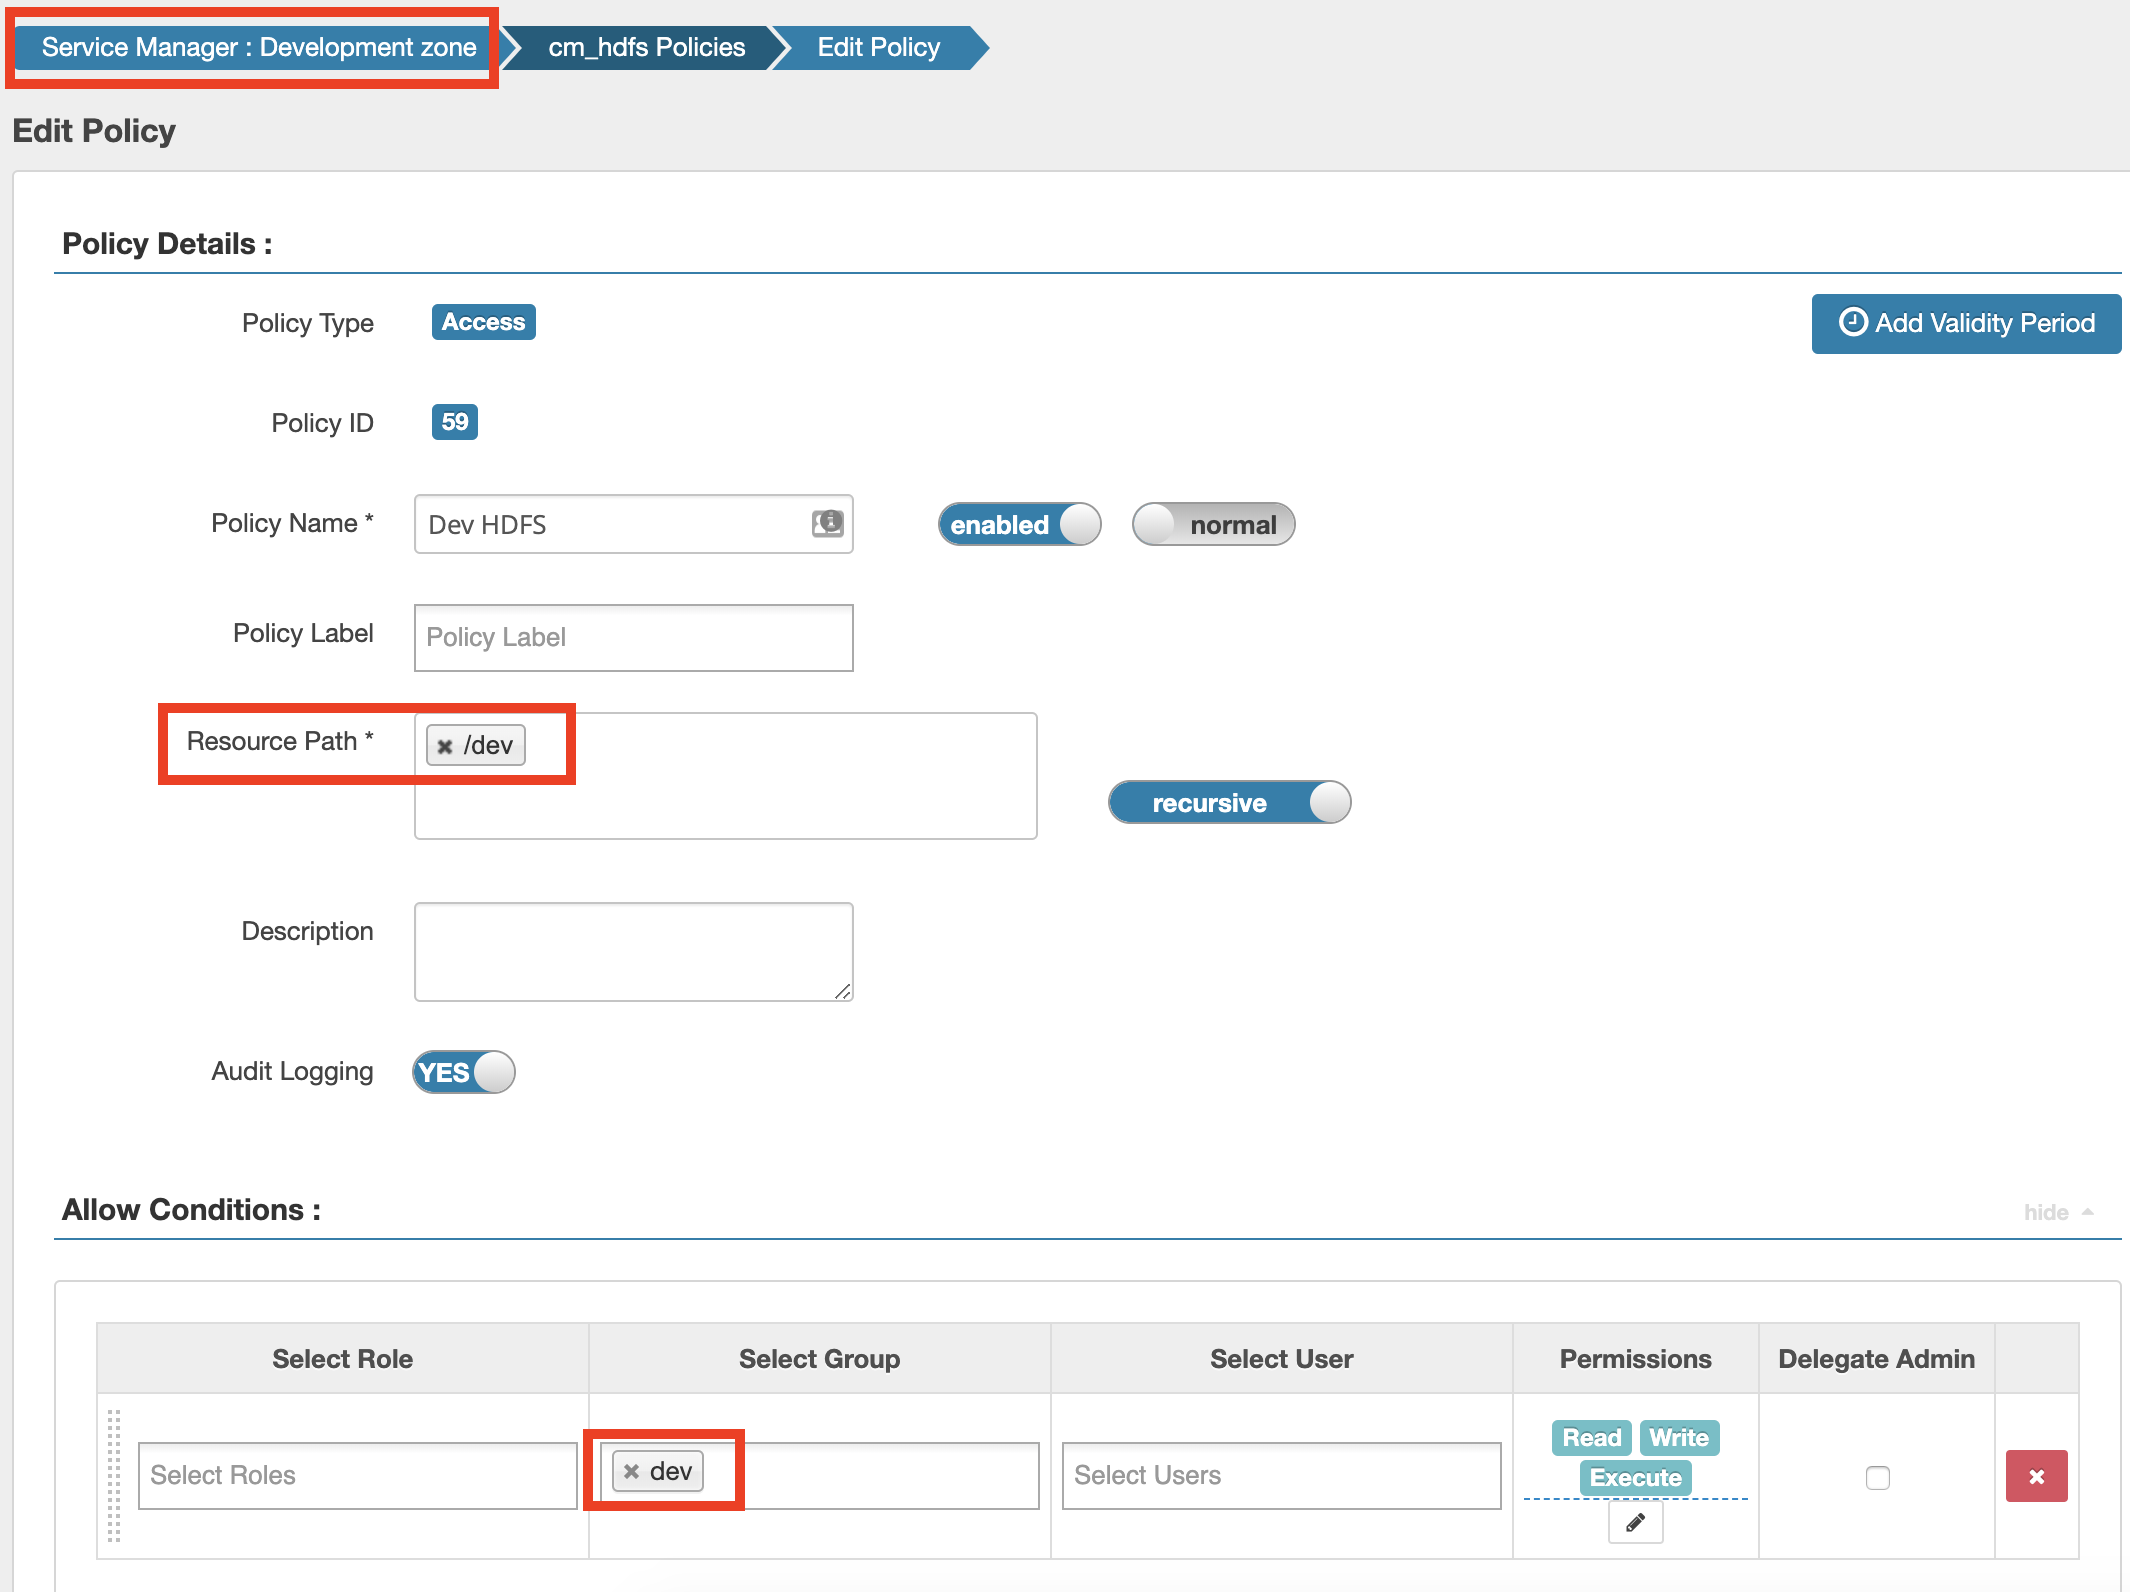 Service Manager : Development zone cm_hdfs Policies Edit Policy
Edit Policy
Policy Details :
Policy Type Access Add Validity Period
Policy ID 59
Policy Name * Dev HDFS enabled normal
Policy Label Policy Label
Resource Path * /dev
recursive
Description
Audit Logging YES
Allow Conditions : hide
Select Role Select Group Select User Permissions Delegate Admin
Select Roles dev Select Users Read Write
Execute